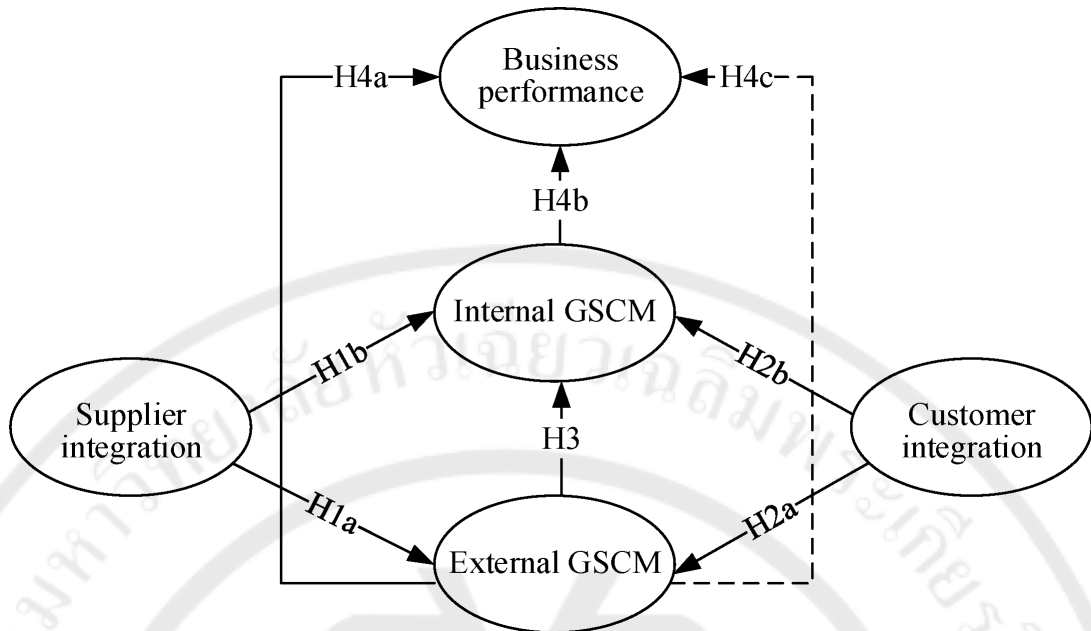 Business
performance
H4a
H4c
H4b
Internal GSCM
H1b
H2b
Supplier
integration
Customer
integration
H3
H1a
H2a
External GSCM